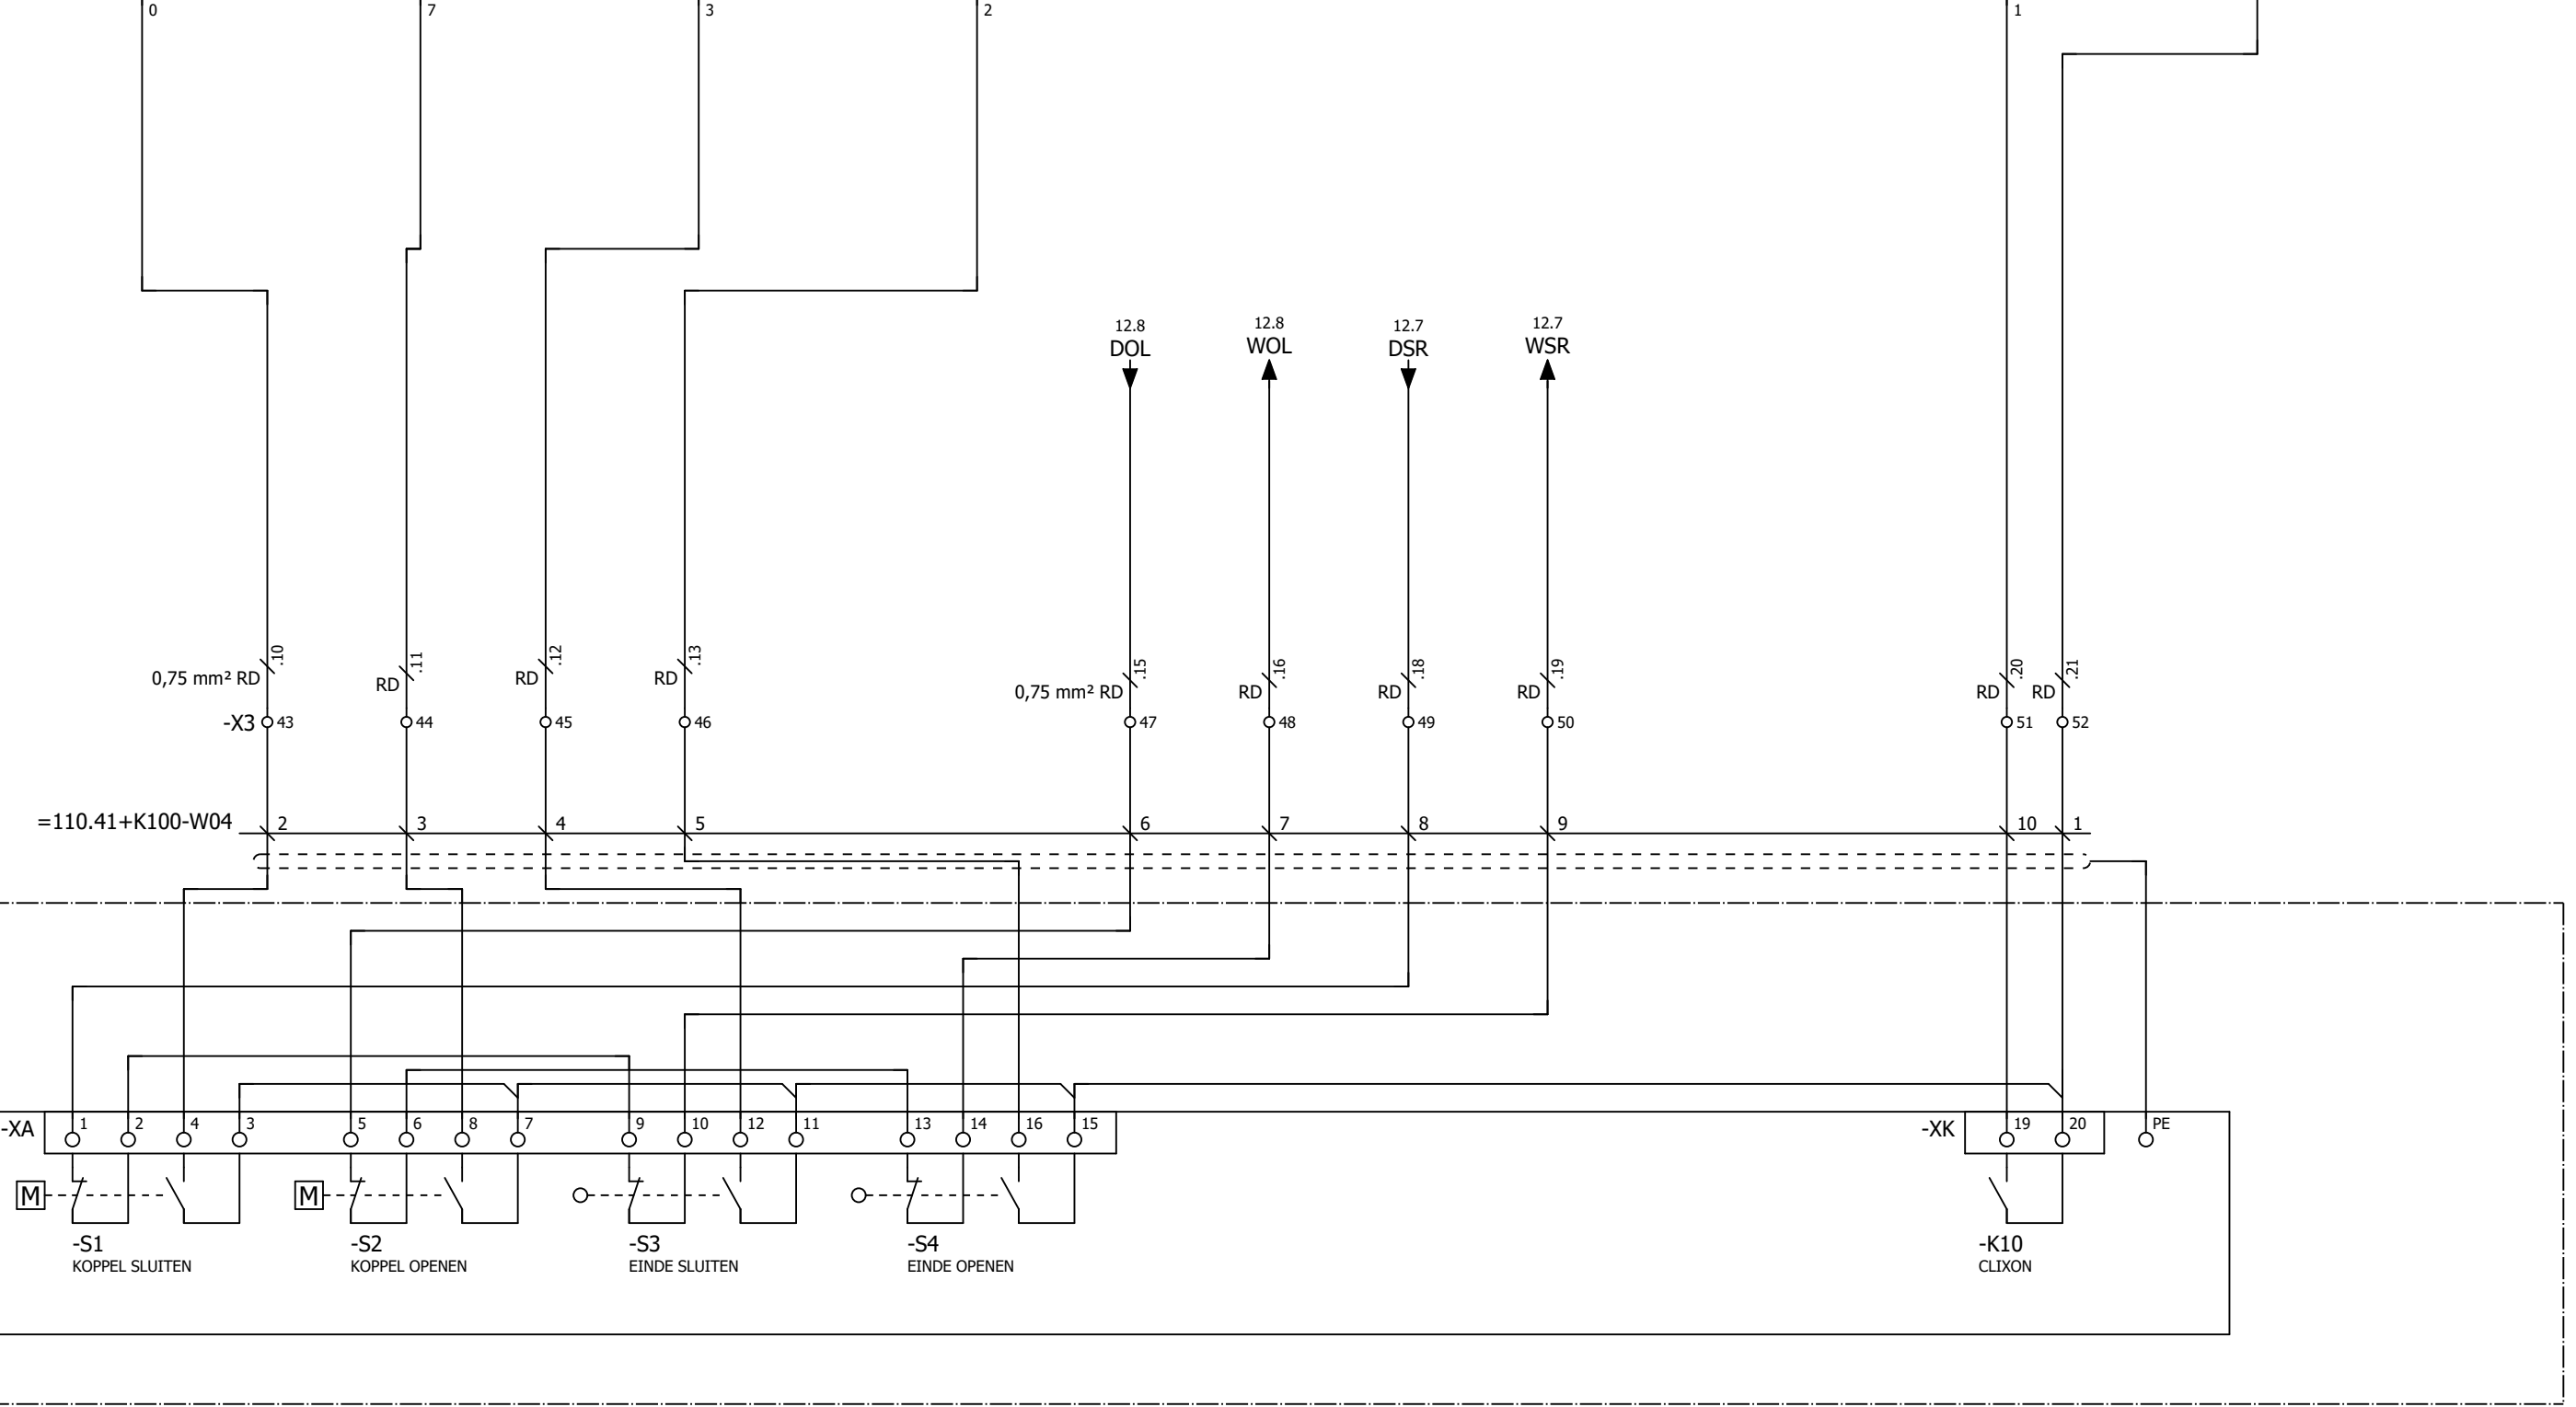 0 7 3 2 1
12.8 12.8 12.7 12.7
DOL WOL DSR WSR
.10 .11 .12 .13 .15 .16 .18 .19 .20 .21
0,75 mm² RD RD RD RD 0,75 mm² RD RD RD RD RD RD
-X3 43 44 45 46 47 48 49 50 51 52
=110.41+K100-W04 2 3 4 5 6 7 8 9 10 1
-XA 1 2 4 3 5 6 8 7 9 10 12 11 13 14 16 15 -XK 19 20 PE
M M
-S1 -S2 -S3 -S4 -K10
KOPPEL SLUITEN KOPPEL OPENEN EINDE SLUITEN EINDE OPENEN CLIXON